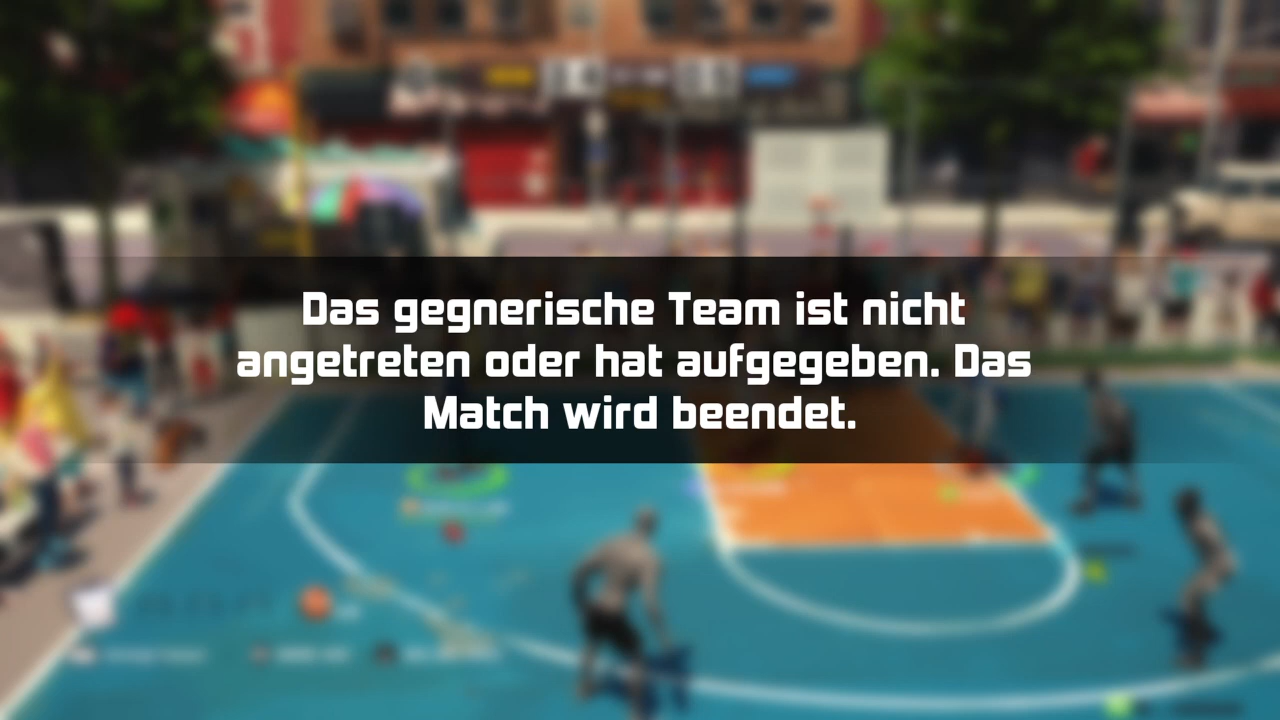 Das gegnerische Team ist nicht
angetreten oder hat aufgegeben. Das
Match wird beendet.